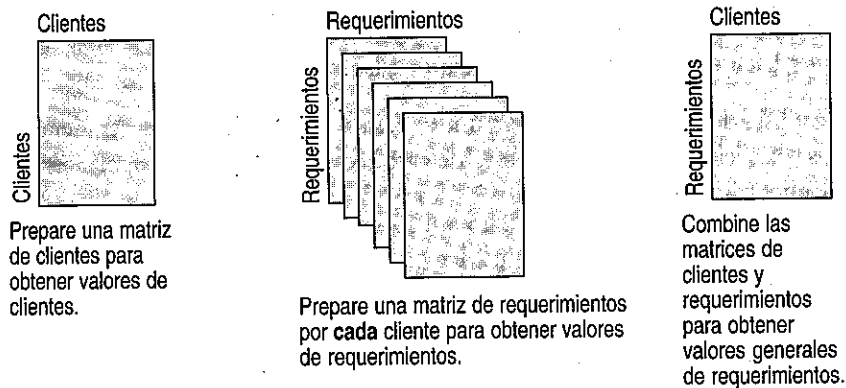 Clientes
Clientes
Prepare una matriz
de clientes para
obtener valores de
clientes.
Requerimientos
Requerimientos
Prepare una matriz de requerimientos
por cada cliente para obtener valores
de requerimientos.
Clientes
Requerimientos
Combine las
matrices de
clientes y
requerimientos
para obtener
valores generales
de requerimientos.